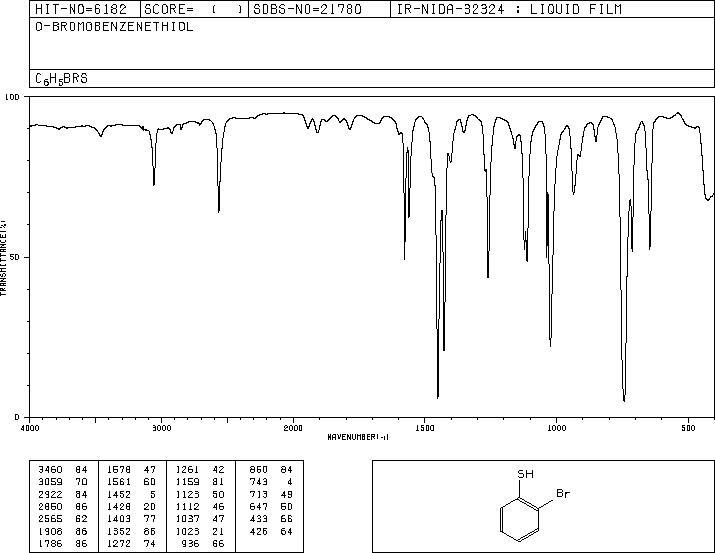 HIT-NO=6182 SCORE= ( ) SDBS-NO=21780 IR-NIDA-32324 : LIQUID FILM
O-BROMOBENZENETHIOL
C6H5BRS
100
50
0
TRANSMITTANCE(%)
4000 3000 2000 1500 1000 500
WAVENUMBER(-1)
3460 84 1578 47 1261 42 850 84
3059 70 1561 60 1159 81 743 4
2922 84 1452 5 1123 50 713 49
2860 86 1428 20 1112 46 647 50
2565 62 1403 77 1037 47 433 66
1908 86 1352 86 1023 21 426 64
1786 86 1272 74 936 66
SH
Br